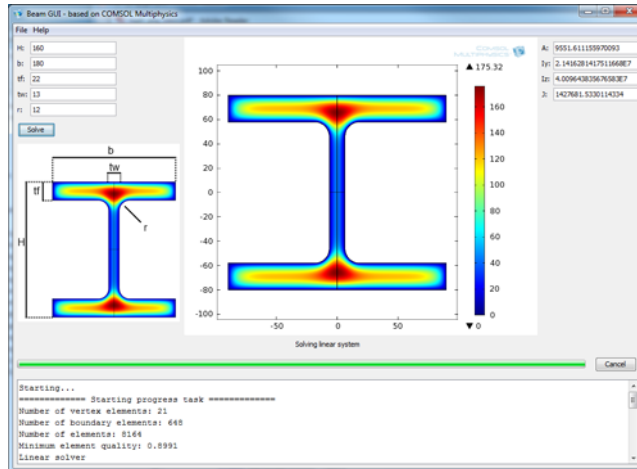 Beam GUI - based on COMSOL Multiphysics
File Help
H: 160
b: 180
tf: 22
tw: 13
r: 12
Solve
b
tw
tf
r
H
COMSOL
MULTIPHYSICS
▲ 175.32
100
80
60
40
20
0
-20
-40
-60
-80
-100
-50
0
50
160
140
120
100
80
60
40
20
0
▼ 0
A: 9551.611155970093
Iy: 2.1416281417511668E7
Iz: 4.009643835676583E7
J: 1427681.5330114334
Solving linear system
Cancel
Starting...
============= Starting progress task =============
Number of vertex elements: 21
Number of boundary elements: 648
Number of elements: 8164
Minimum element quality: 0.8991
Linear solver